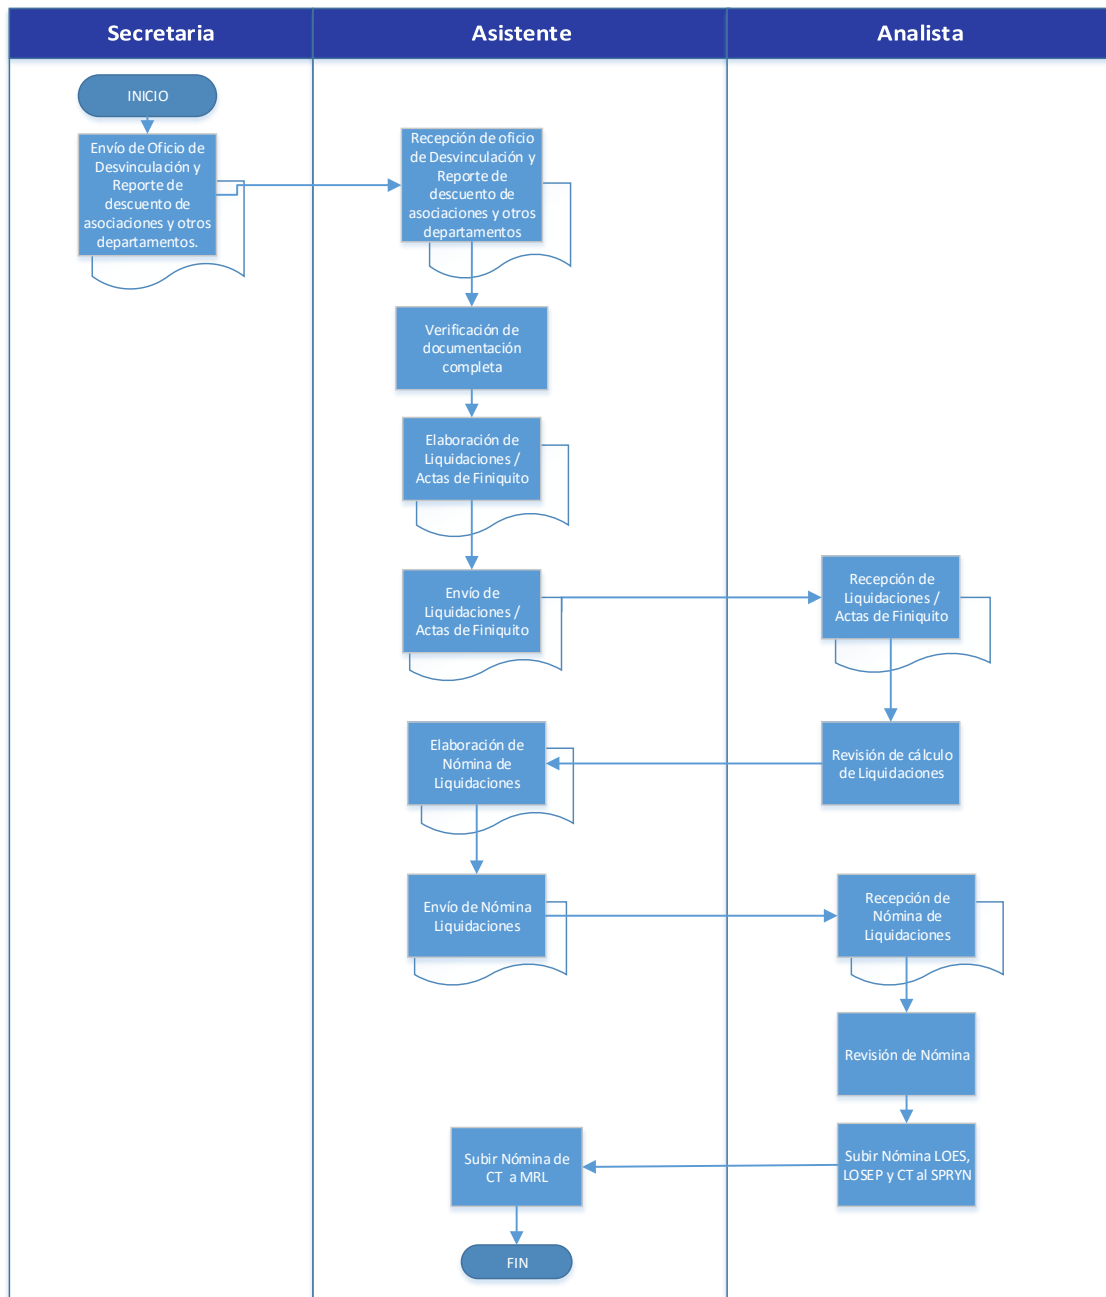 Secretaria
Asistente
Analista
INICIO
Envío de Oficio de
Desvinculación y
Reporte de
descuento de
asociaciones y otros
departamentos.
Recepción de oficio
de Desvinculación y
Reporte de
descuento de
asociaciones y otros
departamentos
Verificación de
documentación
completa
Elaboración de
Liquidaciones /
Actas de Finiquito
Envío de
Liquidaciones /
Actas de Finiquito
Recepción de
Liquidaciones /
Actas de Finiquito
Revisión de cálculo
de Liquidaciones
Elaboración de
Nómina de
Liquidaciones
Envío de Nómina
Liquidaciones
Recepción de
Nómina de
Liquidaciones
Revisión de Nómina
Subir Nómina LOES,
LOSEP y CT al SPRYN
Subir Nómina de
CT a MRL
FIN